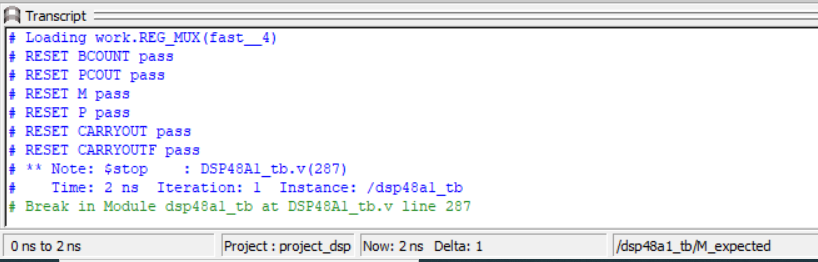 Transcript
# Loading work.REG_MUX(fast__4)
# RESET BCOUNT pass
# RESET PCOUT pass
# RESET M pass
# RESET P pass
# RESET CARRYOUT pass
# RESET CARRYOUTF pass
# ** Note: $stop    : DSP48A1_tb.v(287)
#    Time: 2 ns  Iteration: 1  Instance: /dsp48a1_tb
# Break in Module dsp48a1_tb at DSP48A1_tb.v line 287
0 ns to 2 ns Project : project_dsp Now: 2 ns Delta: 1 /dsp48a1_tb/M_expected